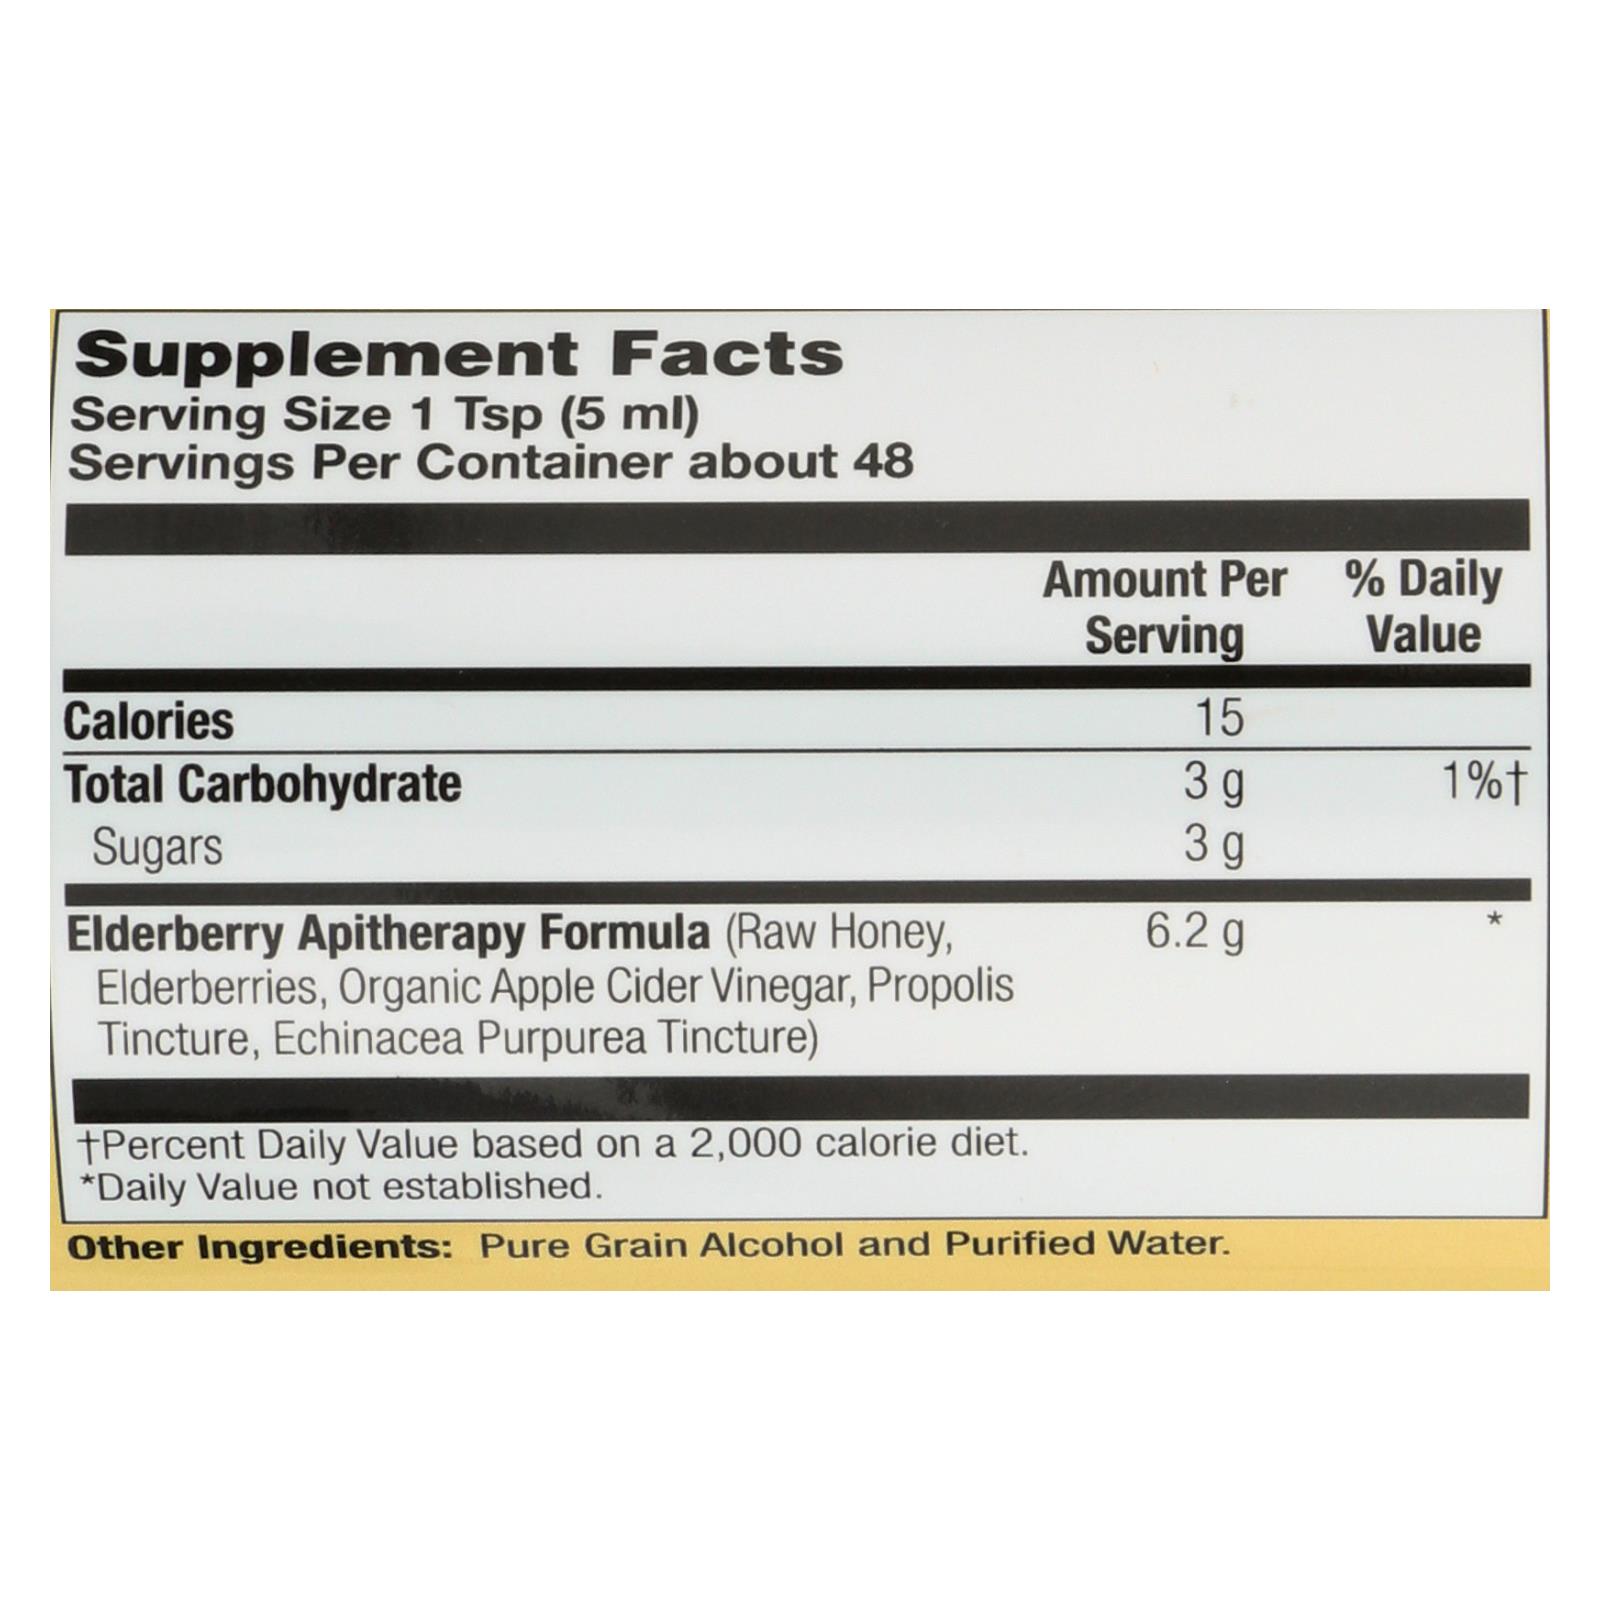 Supplement Facts
Serving Size 1 Tsp (5 ml)
Servings Per Container about 48
Amount Per % Daily
Serving Value
Calories 15
Total Carbohydrate 3 g 1%†
Sugars 3 g
Elderberry Apitherapy Formula (Raw Honey, 6.2 g *
Elderberries, Organic Apple Cider Vinegar, Propolis
Tincture, Echinacea Purpurea Tincture)
†Percent Daily Value based on a 2,000 calorie diet.
*Daily Value not established.
Other Ingredients: Pure Grain Alcohol and Purified Water.